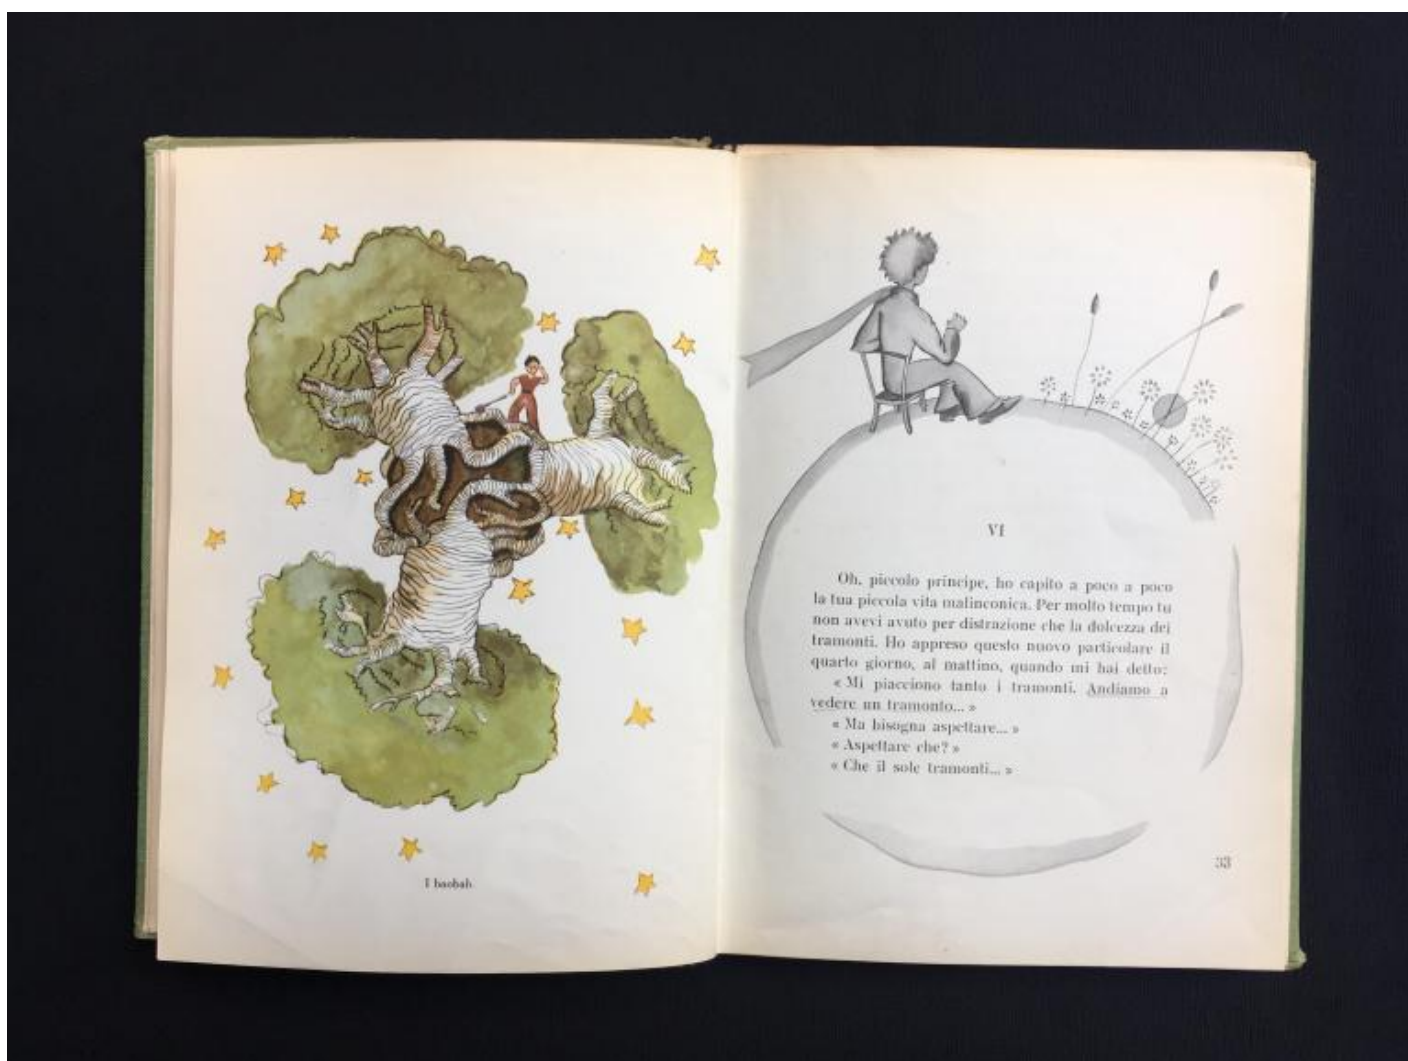 I baobab
VI
Oh, piccolo principe, ho capito a poco a poco
la tua piccola vita malinconica. Per molto tempo tu
non avevi avuto per distrazione che la dolcezza dei
tramonti. Ho appreso questo nuovo particolare il
quarto giorno, al mattino, quando mi hai detto:
« Mi piacciono tanto i tramonti. Andiamo a
vedere un tramonto... »
« Ma bisogna aspettare... »
« Aspettare che? »
« Che il sole tramonti... »
33